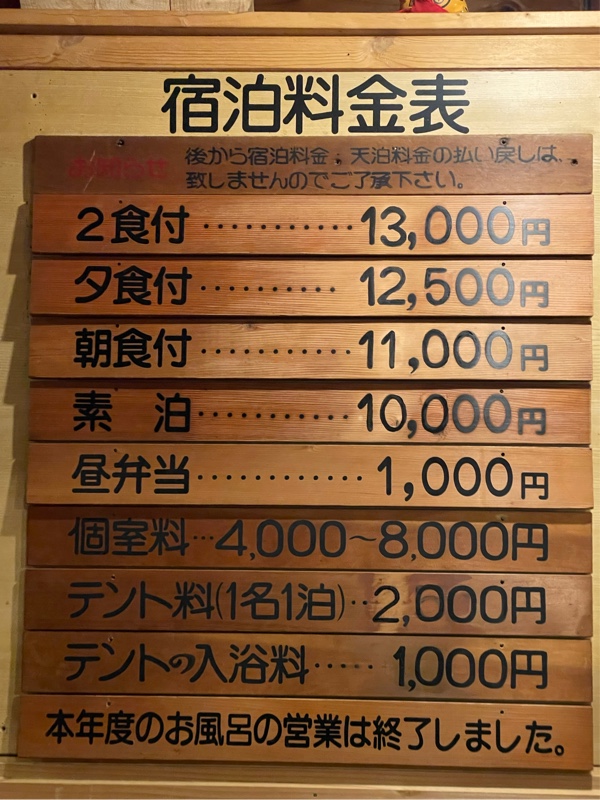 宿泊料金表
お知らせ 後から宿泊料金、天泊料金の払い戻しは、
致しませんのでご了承下さい。
2食付 ············ 13,000円
夕食付 ·········· 12,500円
朝食付 ············ 11,000円
素 泊 ············ 10,000円
昼弁当 ············ 1,000円
個室料 ··· 4,000~8,000円
テント料(1名1泊) ·· 2,000円
テントの入浴料 ····· 1,000円
本年度のお風呂の営業は終了しました。